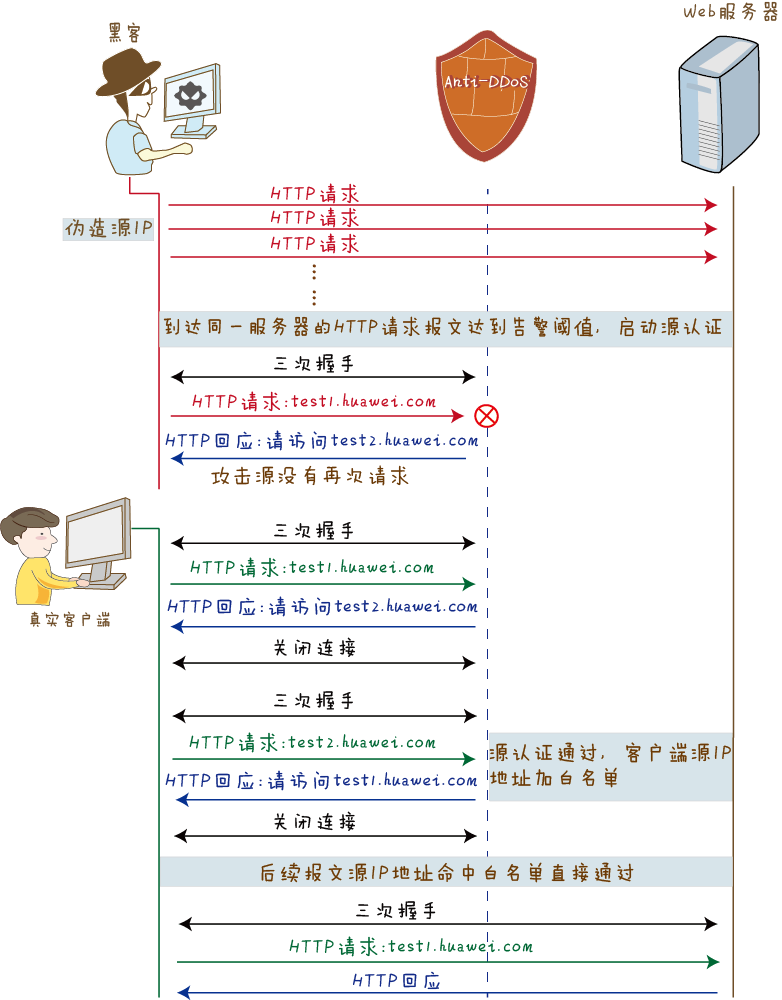 Web服务器
黑客
Anti-DDoS
HTTP请求
伪造源IP
HTTP请求
HTTP请求
到达同一服务器的HTTP请求报文达到告警阈值，启动源认证
三次握手
HTTP请求:test1.huawei.com
HTTP回应:请访问test2.huawei.com
攻击源没有再次请求
三次握手
HTTP请求:test1.huawei.com
HTTP回应:请访问test2.huawei.com
真实客户端
关闭连接
三次握手
HTTP请求:test2.huawei.com
源认证通过，客户端源IP
地址加白名单
HTTP回应:请访问test1.huawei.com
关闭连接
后续报文源IP地址命中白名单直接通过
三次握手
HTTP请求:test1.huawei.com
HTTP回应